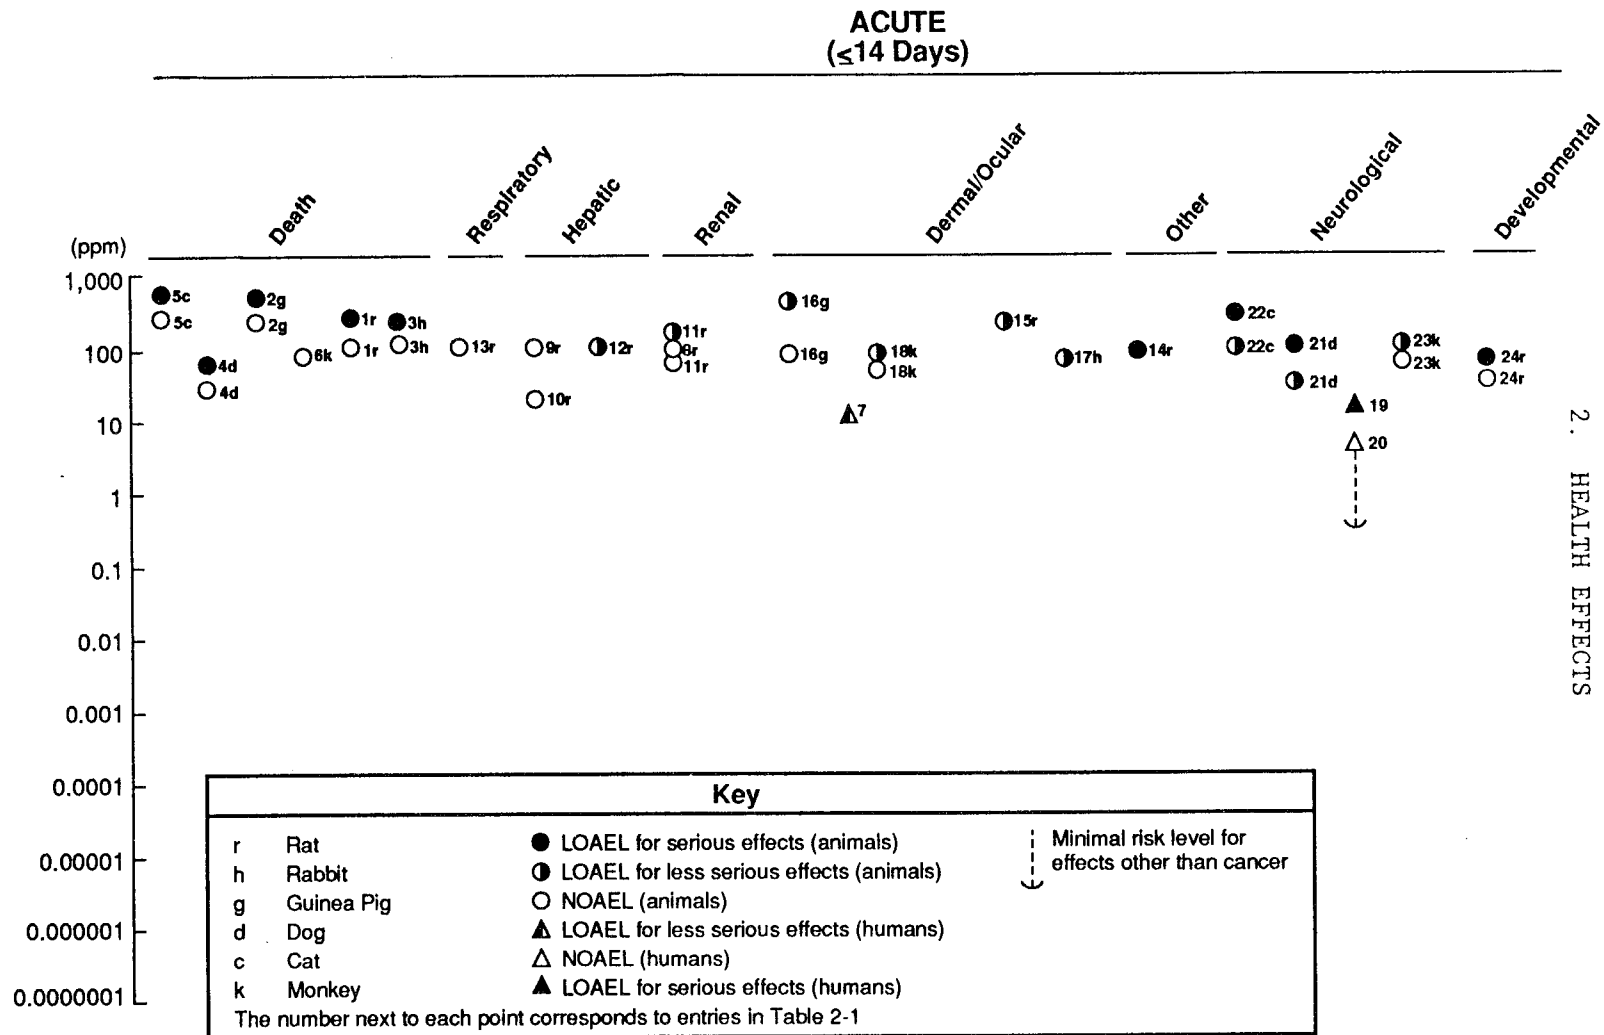 ACUTE
(≤14 Days)
Death
Respiratory
Hepatic
Renal
Dermal/Ocular
Other
Neurological
Developmental
(ppm)
1,000
100
10
1
0.1
0.01
0.001
0.0001
0.00001
0.000001
0.0000001
5c
5c
4d
4d
2g
2g
6k
1r
1r
3h
3h
13r
9r
10r
12r
11r
8r
11r
16g
16g
7
18k
18k
15r
17h
14r
22c
22c
21d
21d
19
20
23k
23k
24r
24r
Key
r Rat
h Rabbit
g Guinea Pig
d Dog
c Cat
k Monkey
LOAEL for serious effects (animals)
LOAEL for less serious effects (animals)
NOAEL (animals)
LOAEL for less serious effects (humans)
NOAEL (humans)
LOAEL for serious effects (humans)
Minimal risk level for
effects other than cancer
The number next to each point corresponds to entries in Table 2-1
2. HEALTH EFFECTS